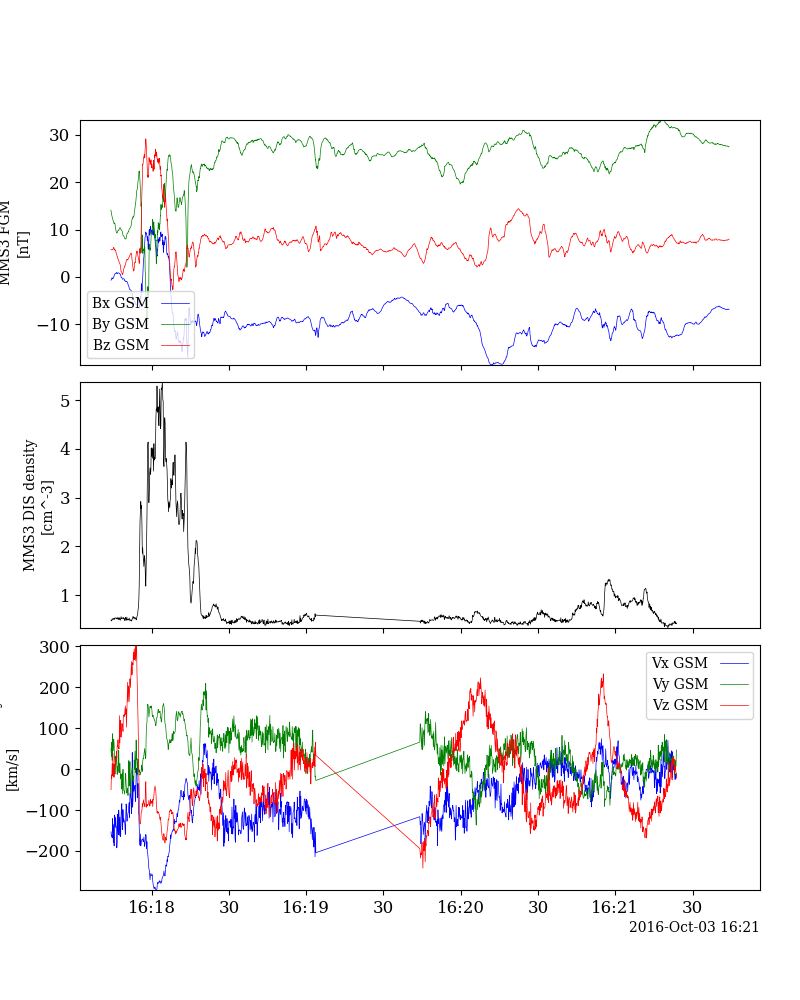 30
20
10
0
−10
MMS3 FGM
[nT]
Bx GSM
By GSM
Bz GSM
5
4
3
2
1
MMS3 DIS density
[cm^-3]
300
200
100
0
−100
−200
[km/s]
Vx GSM
Vy GSM
Vz GSM
16:18 30 16:19 30 16:20 30 16:21 30
2016-Oct-03 16:21